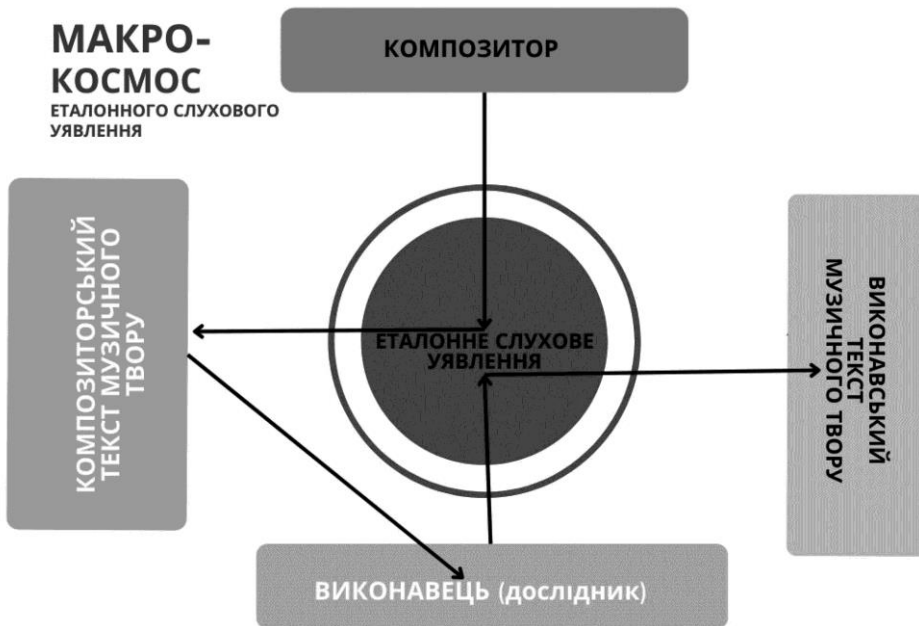 МАКРО-
КОСМОС
ЕТАЛОННОГО СЛУХОВОГО
УЯВЛЕННЯ
КОМПОЗИТОР
КОМПОЗИТОРСЬКИЙ
ТЕКСТ МУЗИЧНОГО
ТВОРУ
ЕТАЛОННЕ СЛУХОВЕ
УЯВЛЕННЯ
ВИКОНАВСЬКИЙ
ТЕКСТ
МУЗИЧНОГО ТВОРУ
ВИКОНАВЕЦЬ (дослідник)